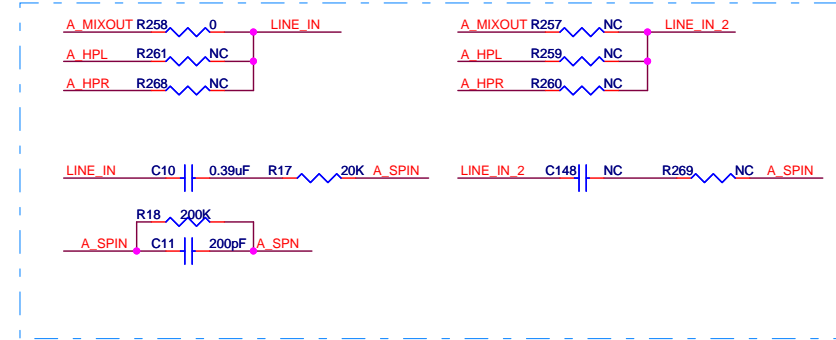 A_MIXOUT R258 0 LINE_IN
A_HPL R261 NC
A_HPR R268 NC
A_MIXOUT R257 NC LINE_IN_2
A_HPL R259 NC
A_HPR R260 NC
LINE_IN C10 0.39uF R17 20K A_SPIN
LINE_IN_2 C148 NC R269 NC A_SPIN
R18 200K
A_SPIN C11 200pF A_SPN